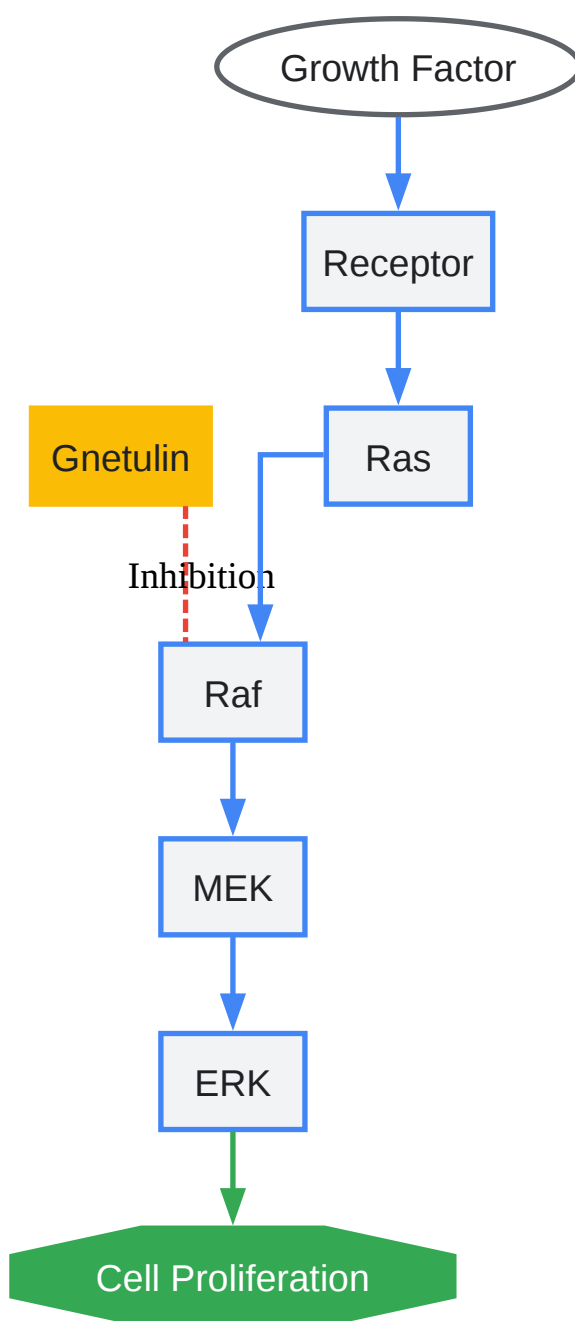 Growth Factor
Receptor
Gnetulin
Ras
Inhibition
Raf
MEK
ERK
Cell Proliferation